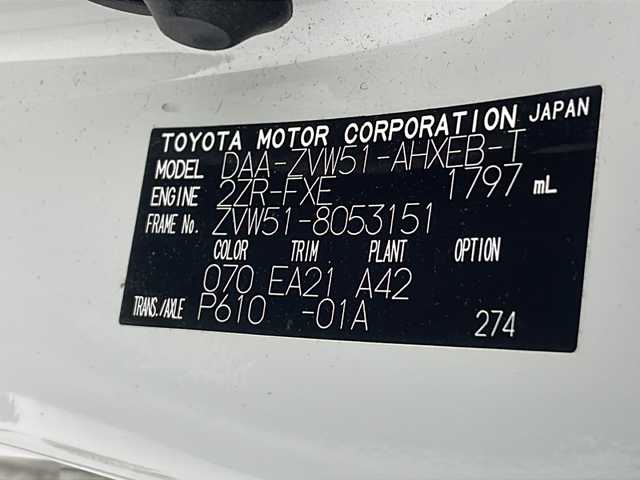 TOYOTA MOTOR CORPORATION JAPAN
MODEL DAA-ZVW51-AHXEB-T
ENGINE 2ZR-FXE 1797 mL
FRAME No. ZVW51-8053151
COLOR TRIM PLANT OPTION
070 EA21 A42
TRANS./AXLE P610 -01A 274